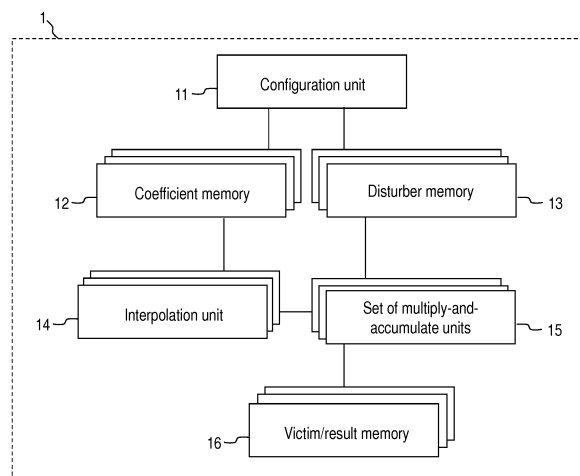 1
Configuration unit
11
Coefficient memory
12
Disturber memory
13
Interpolation unit
14
Set of multiply-and-
accumulate units
15
Victim/result memory
16